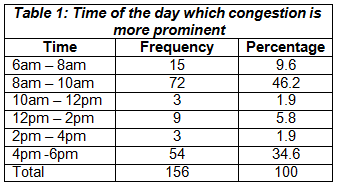 Table 1: Time of the day which congestion is
more prominent
Time Frequency Percentage
6am – 8am 15 9.6
8am – 10am 72 46.2
10am – 12pm 3 1.9
12pm – 2pm 9 5.8
2pm – 4pm 3 1.9
4pm -6pm 54 34.6
Total 156 100